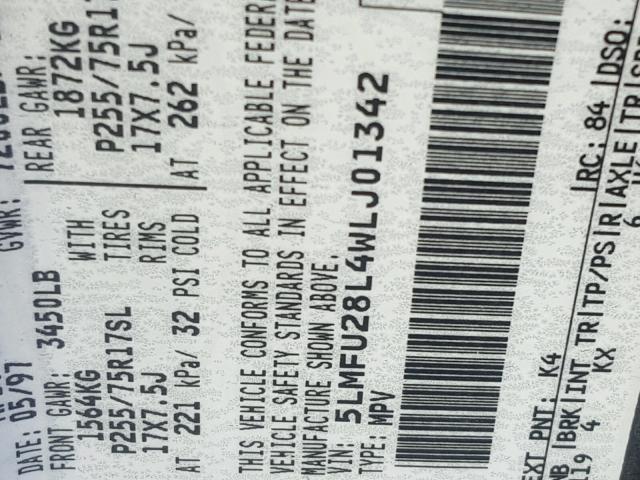 DATE: 05/97 GVWR:
FRONT GAWR: 3450LB REAR GAWR:
1564KG WITH 1872KG
P255/75R17SL TIRES P255/75R17
17X7.5J RIMS 17X7.5J
AT 221 kPa/ 32 PSI COLD AT 262 kPa/
THIS VEHICLE CONFORMS TO ALL APPLICABLE
VEHICLE SAFETY STANDARDS IN EFFECT ON THE DATE
MANUFACTURE SHOWN ABOVE.
VIN: 5LMFU28L4WLJ01342
TYPE: MPV
EXT PNT: K4 RC: 84 DSO:
BRK INT TR TP/PS R AXLE TR
119 4 KX 6